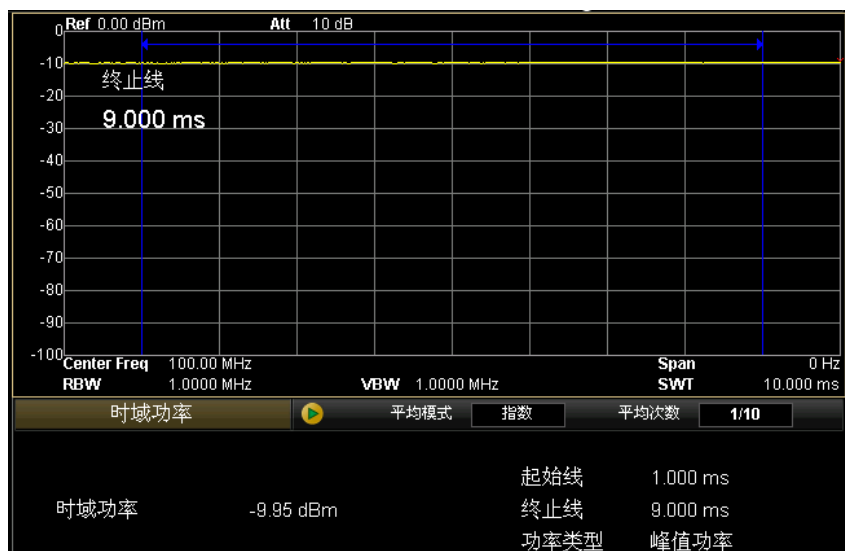 Ref 0.00 dBm Att 10 dB
0
-10
终止线
-20
9.000 ms
-30
-40
-50
-60
-70
-80
-90
-100
Center Freq 100.00 MHz Span 0 Hz
RBW 1.0000 MHz VBW 1.0000 MHz SWT 10.000 ms
时域功率 平均模式 指数 平均次数 1/10
起始线 1.000 ms
时域功率 -9.95 dBm 终止线 9.000 ms
功率类型 峰值功率